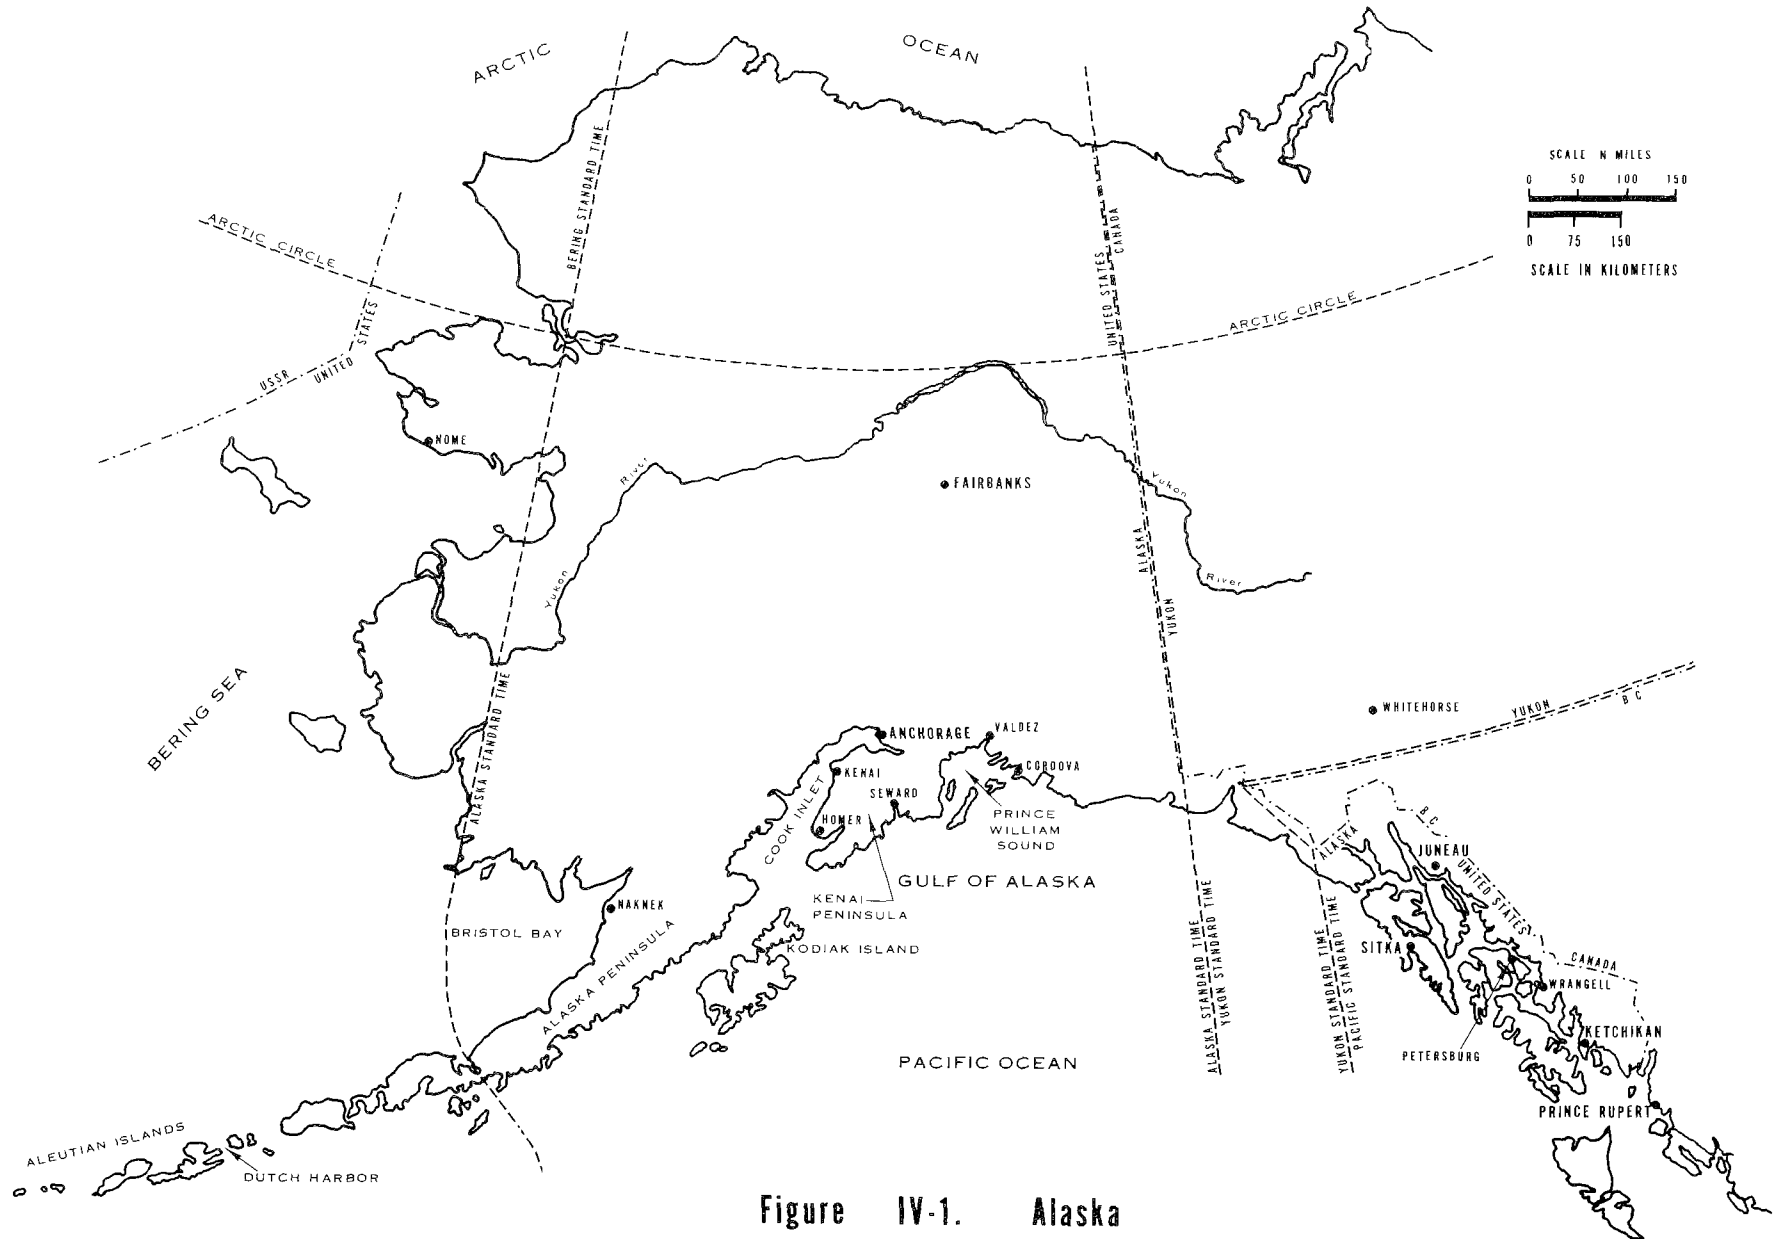 ARCTIC
OCEAN
BERING STANDARD TIME
ALASKA STANDARD TIME
SCALE N MILES
0 50 100 150
0 75 150
SCALE IN KILOMETERS
ARCTIC CIRCLE
UNITED STATES
CANADA
ARCTIC CIRCLE
USSR
UNITED STATES
NOME
River
Yukon
FAIRBANKS
Yukon
River
ALASKA
YUKON
BERING SEA
WHITEHORSE
YUKON
B C
ANCHORAGE
VALDEZ
KENAI
CORDOVA
SEWARD
HOMER
COOK INLET
PRINCE
WILLIAM
SOUND
GULF OF ALASKA
KENAI
PENINSULA
ALASKA
B C
JUNEAU
UNITED STATES
CANADA
NAKNEK
BRISTOL BAY
ALASKA PENINSULA
KODIAK ISLAND
SITKA
WRANGELL
KETCHIKAN
PETERSBURG
ALASKA STANDARD TIME
YUKON STANDARD TIME
YUKON STANDARD TIME
PACIFIC STANDARD TIME
PACIFIC OCEAN
PRINCE RUPERT
ALEUTIAN ISLANDS
DUTCH HARBOR
Figure IV-1. Alaska